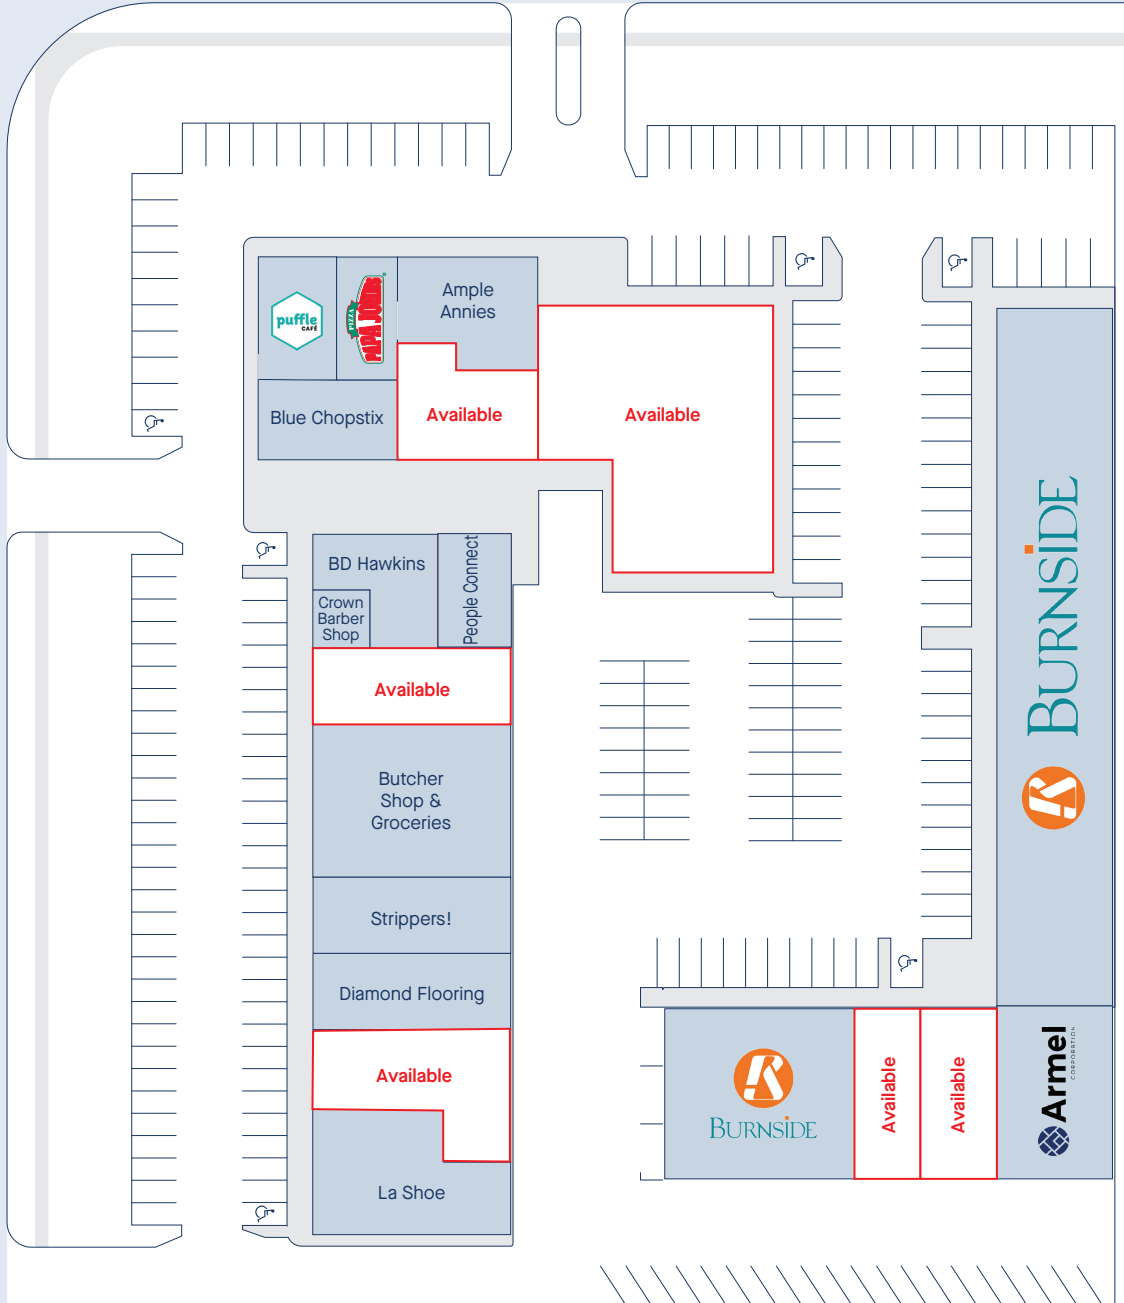 puffle
CAFÉ
PIZZA
PAPA JOHNS
Ample
Annies
Blue Chopstix
Available
Available
BD Hawkins
People Connect
Crown
Barber
Shop
Available
Butcher
Shop &
Groceries
Strippers!
Diamond Flooring
Available
La Shoe
BURNSIDE
BURNSIDE
Available
Available
Armel
CORPORATION